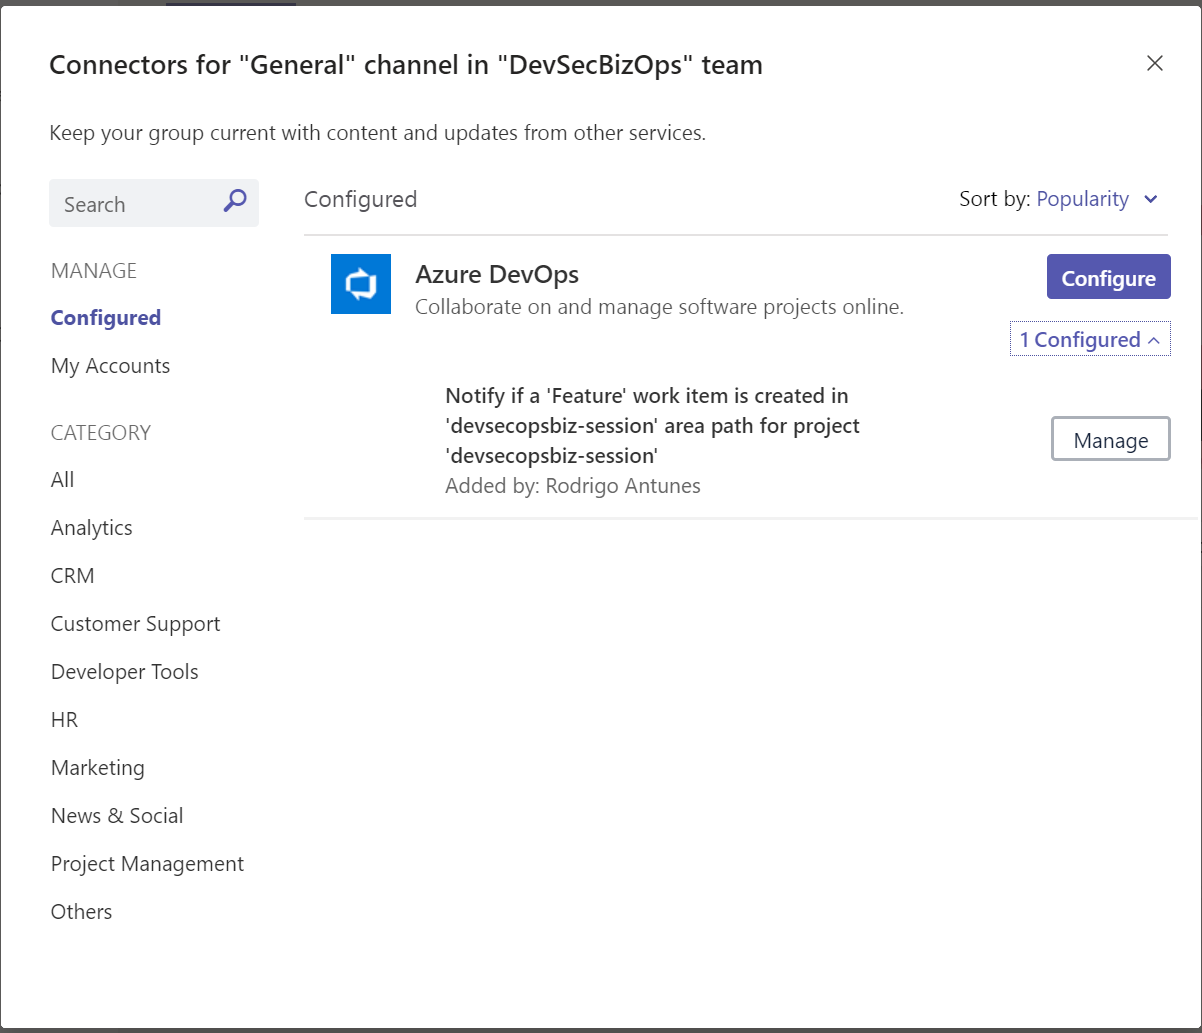 Connectors for "General" channel in "DevSecBizOps" team
Keep your group current with content and updates from other services.
Search
MANAGE
Configured
My Accounts
CATEGORY
All
Analytics
CRM
Customer Support
Developer Tools
HR
Marketing
News & Social
Project Management
Others
Configured
Sort by: Popularity
Azure DevOps
Collaborate on and manage software projects online.
Configure
1 Configured
Notify if a 'Feature' work item is created in
'devsecopsbiz-session' area path for project
'devsecopsbiz-session'
Added by: Rodrigo Antunes
Manage